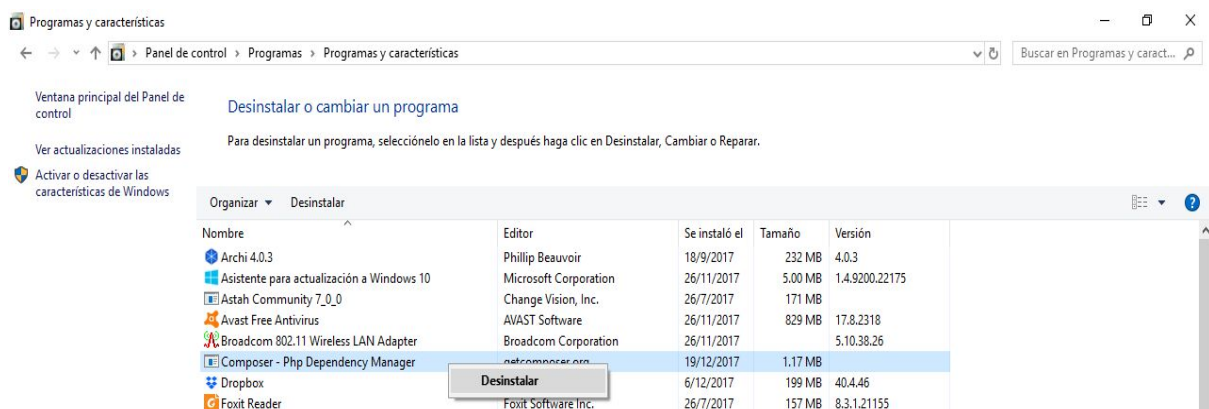 Programas y características
Panel de control > Programas > Programas y características
Buscar en Programas y caract...
Ventana principal del Panel de
control
Ver actualizaciones instaladas
Activar o desactivar las
características de Windows
Desinstalar o cambiar un programa
Para desinstalar un programa, selecciónelo en la lista y después haga clic en Desinstalar, Cambiar o Reparar.
Organizar Desinstalar
Nombre Editor Se instaló el Tamaño Versión
Archi 4.0.3 Phillip Beauvoir 18/9/2017 232 MB 4.0.3
Asistente para actualización a Windows 10 Microsoft Corporation 26/11/2017 5.00 MB 1.4.9200.22175
Astah Community 7_0_0 Change Vision, Inc. 26/7/2017 171 MB
Avast Free Antivirus AVAST Software 26/11/2017 829 MB 17.8.2318
Broadcom 802.11 Wireless LAN Adapter Broadcom Corporation 26/11/2017 5.10.38.26
Composer - Php Dependency Manager getcomposer.org 19/12/2017 1.17 MB
Desinstalar
Dropbox 6/12/2017 199 MB 40.4.46
Foxit Reader Foxit Software Inc. 26/7/2017 157 MB 8.3.1.21155